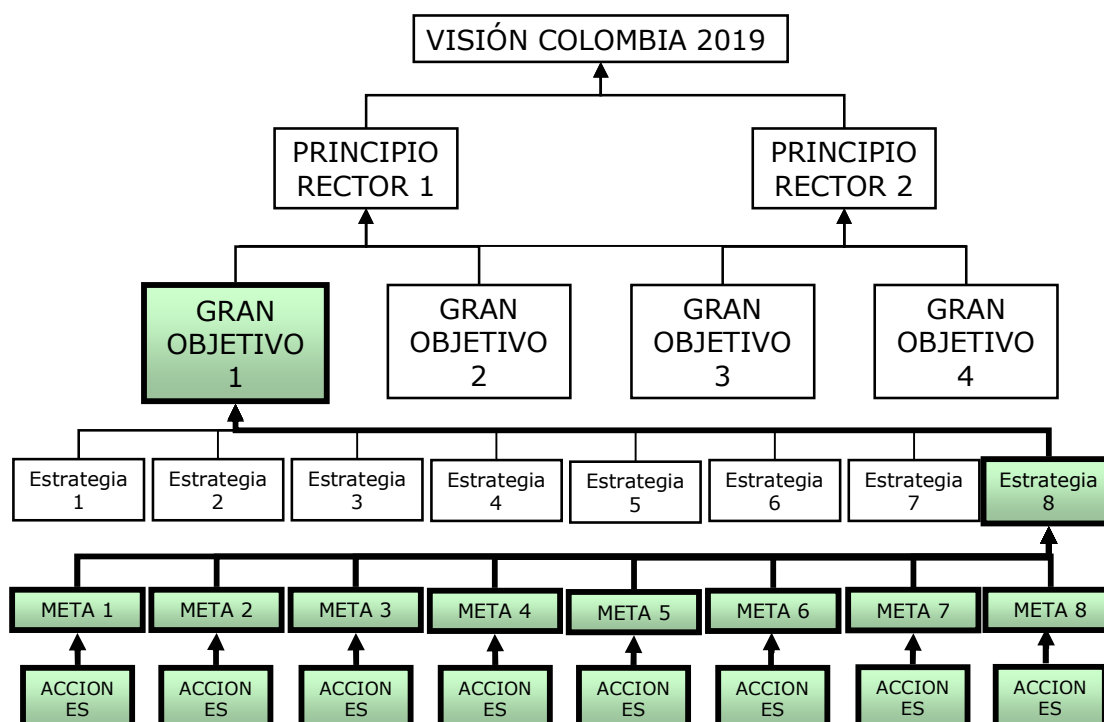 VISIÓN COLOMBIA 2019
PRINCIPIO
RECTOR 1
PRINCIPIO
RECTOR 2
GRAN
OBJETIVO
1
GRAN
OBJETIVO
2
GRAN
OBJETIVO
3
GRAN
OBJETIVO
4
Estrategia
1
Estrategia
2
Estrategia
3
Estrategia
4
Estrategia
5
Estrategia
6
Estrategia
7
Estrategia
8
META 1
META 2
META 3
META 4
META 5
META 6
META 7
META 8
ACCION
ES
ACCION
ES
ACCION
ES
ACCION
ES
ACCION
ES
ACCION
ES
ACCION
ES
ACCION
ES